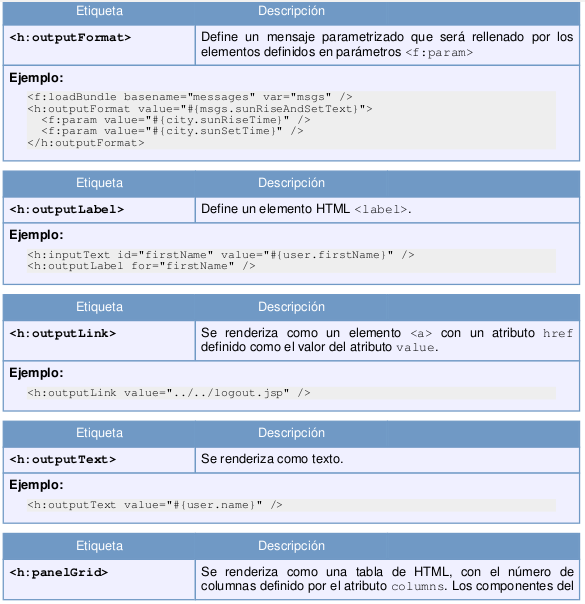 Etiqueta Descripción
<h:outputFormat> Define un mensaje parametrizado que será rellenado por los
elementos definidos en parámetros <f:param>
Ejemplo:
<f:loadBundle basename="messages" var="msgs" />
<h:outputFormat value="#{msgs.sunRiseAndSetText}">
<f:param value="#{city.sunRiseTime}" />
<f:param value="#{city.sunSetTime}" />
</h:outputFormat>
Etiqueta Descripción
<h:outputLabel> Define un elemento HTML <label>.
Ejemplo:
<h:inputText id="firstName" value="#{user.firstName}" />
<h:outputLabel for="firstName" />
Etiqueta Descripción
<h:outputLink> Se renderiza como un elemento <a> con un atributo href
definido como el valor del atributo value.
Ejemplo:
<h:outputLink value="../../logout.jsp" />
Etiqueta Descripción
<h:outputText> Se renderiza como texto.
Ejemplo:
<h:outputText value="#{user.name}" />
Etiqueta Descripción
<h:panelGrid> Se renderiza como una tabla de HTML, con el número de
columnas definido por el atributo columns. Los componentes del